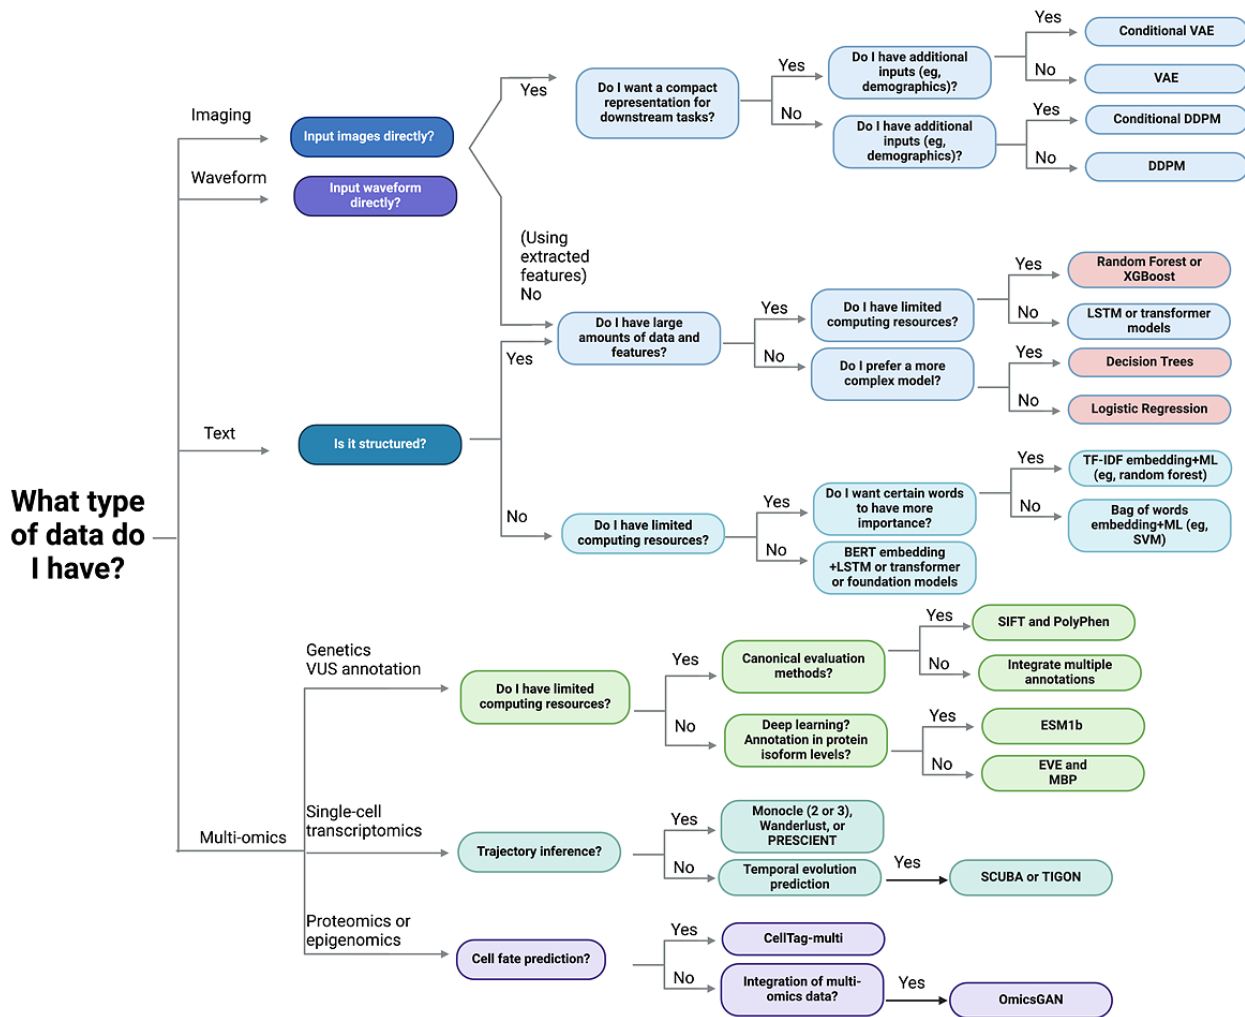 What type
of data do
I have?
Imaging
Waveform
Text
Multi-omics
Input images directly?
Input waveform
directly?
Yes
(Using
extracted
features)
No
Do I want a compact
representation for
downstream tasks?
Yes
No
Do I have additional
inputs (eg,
demographics)?
Do I have additional
inputs (eg,
demographics)?
Yes
No
Yes
No
Conditional VAE
VAE
Conditional DDPM
DDPM
Is it structured?
Yes
No
Do I have large
amounts of data and
features?
Yes
No
Do I have limited
computing resources?
Do I prefer a more
complex model?
Yes
No
Yes
No
Random Forest or
XGBoost
LSTM or transformer
models
Decision Trees
Logistic Regression
Do I have limited
computing resources?
Yes
No
Do I want certain words
to have more
importance?
BERT embedding
+LSTM or transformer
or foundation models
Yes
No
TF-IDF embedding+ML
(eg, random forest)
Bag of words
embedding+ML (eg,
SVM)
Genetics
VUS annotation
Do I have limited
computing resources?
Yes
No
Canonical evaluation
methods?
Deep learning?
Annotation in protein
isoform levels?
Yes
No
Yes
No
SIFT and PolyPhen
Integrate multiple
annotations
ESM1b
EVE and
MBP
Single-cell
transcriptomics
Trajectory inference?
Yes
No
Monocle (2 or 3),
Wanderlust, or
PRESCIENT
Temporal evolution
prediction
Yes
SCUBA or TIGON
Proteomics or
epigenomics
Cell fate prediction?
Yes
No
CellTag-multi
Integration of multi-
omics data?
Yes
OmicsGAN